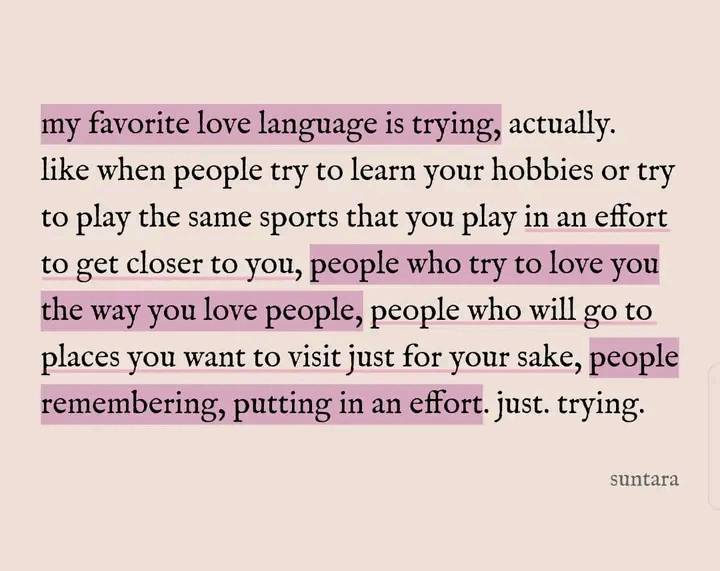 my favorite love language is trying, actually.
like when people try to learn your hobbies or try
to play the same sports that you play in an effort
to get closer to you, people who try to love you
the way you love people, people who will go to
places you want to visit just for your sake, people
remembering, putting in an effort. just. trying.
suntara